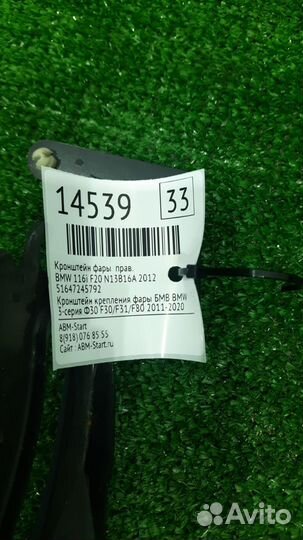 14539
33
Кронштейн фары прав.
BMW 116i F20 N13B16A 2012
51647245792
Кронштейн крепления фары БМВ BMW
3-серия Ф30 F30/F31/F80 2011-2020
ABM-Start
8(918) 076 85 55
Сайт : ABM-Start.ru
Avito